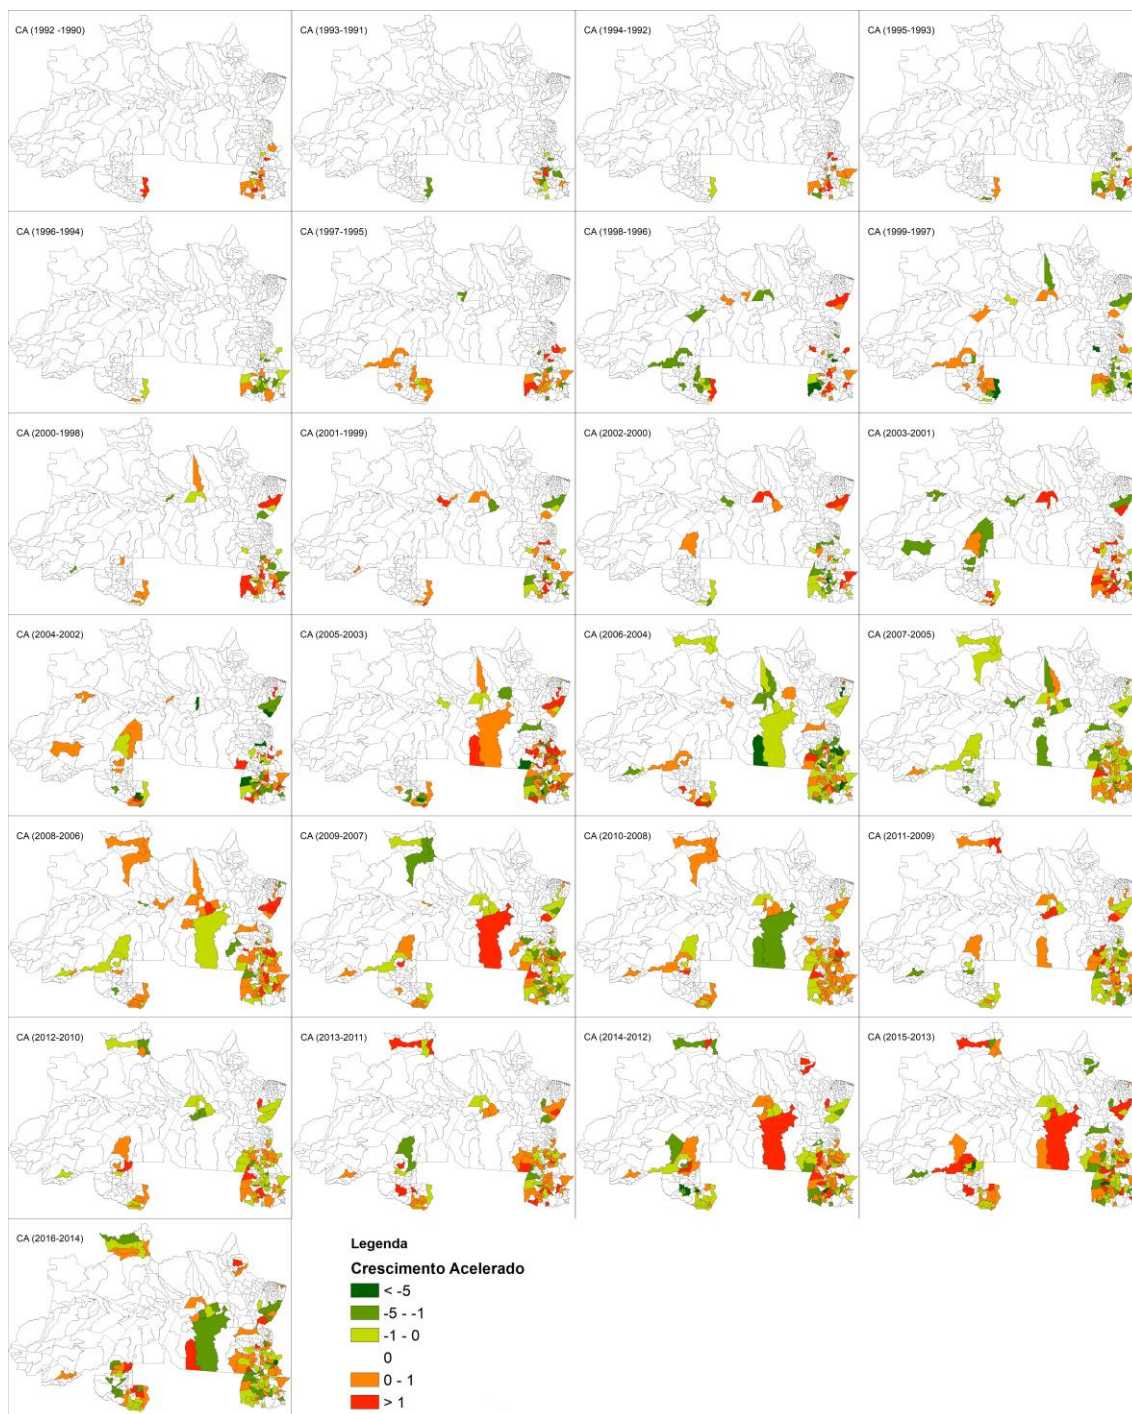 CA (1992 -1990)
CA (1993-1991)
CA (1994-1992)
CA (1995-1993)
CA (1996-1994)
CA (1997-1995)
CA (1998-1996)
CA (1999-1997)
CA (2000-1998)
CA (2001-1999)
CA (2002-2000)
CA (2003-2001)
CA (2004-2002)
CA (2005-2003)
CA (2006-2004)
CA (2007-2005)
CA (2008-2006)
CA (2009-2007)
CA (2010-2008)
CA (2011-2009)
CA (2012-2010)
CA (2013-2011)
CA (2014-2012)
CA (2015-2013)
CA (2016-2014)
Legenda
Crescimento Acelerado
< -5
-5 - -1
-1 - 0
0
0 - 1
> 1